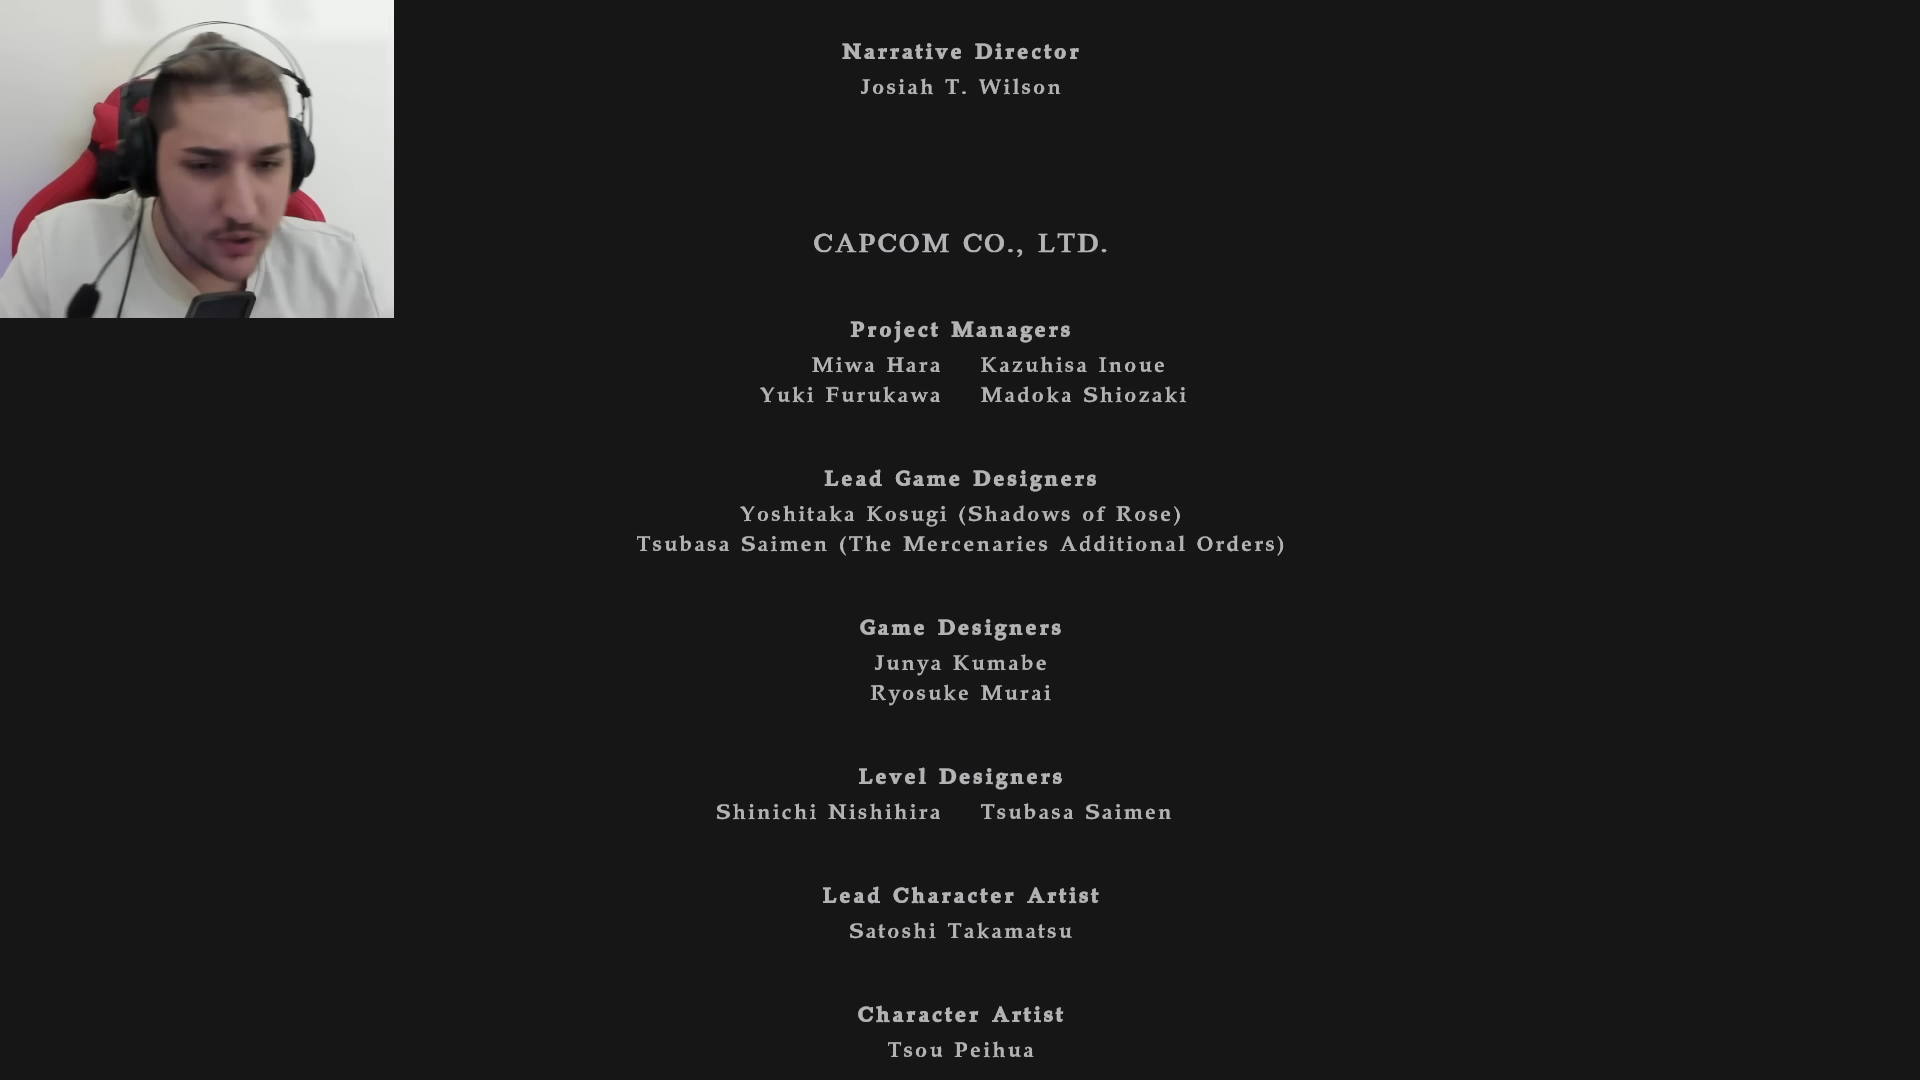 Narrative Director
Josiah T. Wilson
CAPCOM CO., LTD.
Project Managers
Miwa Hara Kazuhisa Inoue
Yuki Furukawa Madoka Shiozaki
Lead Game Designers
Yoshitaka Kosugi (Shadows of Rose)
Tsubasa Saimen (The Mercenaries Additional Orders)
Game Designers
Junya Kumabe
Ryosuke Murai
Level Designers
Shinichi Nishihira Tsubasa Saimen
Lead Character Artist
Satoshi Takamatsu
Character Artist
Tsou Peihua